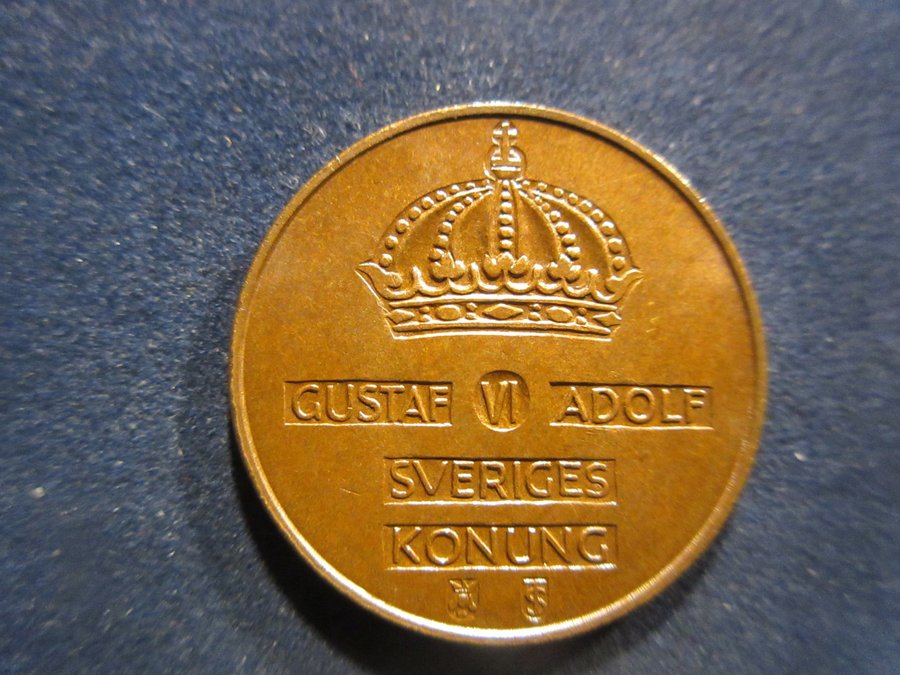 GUSTAF VI ADOLF
SVERIGES
KONUNG